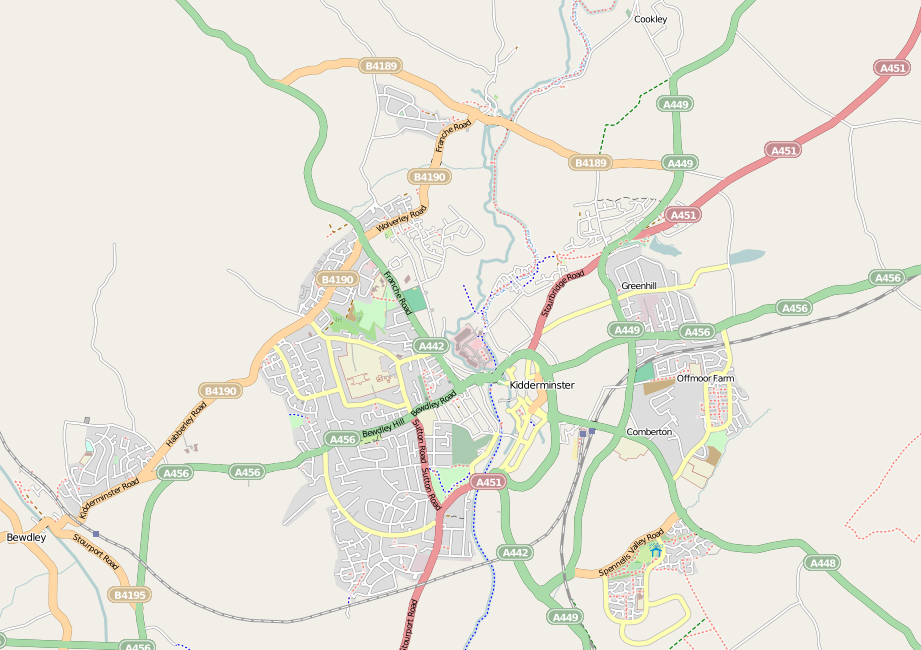 Cookley
B4189
A451
A449
Franche Road
A451
B4189
A449
B4190
Wolverley Road
A451
B4190
Franche Road
Stourbridge Road
Greenhill
A456
A456
A449
A456
A442
Offmoor Farm
Kidderminster
B4190
Bewdley Road
Habberley Road
Bewdley Hill
Sutton Road
Comberton
A456
A456
A456
Sutton Road
A451
Kidderminster Road
Bewdley
Stourport Road
Spennells Valley Road
A442
A448
B4195
Stourport Road
A449
A456